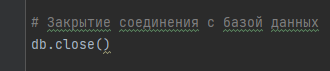 # Закрытие соединения с базой данных
db.close()